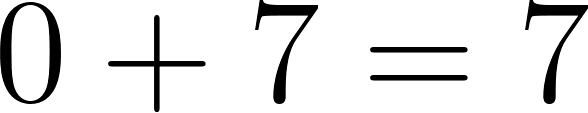 0 + 7 = 7